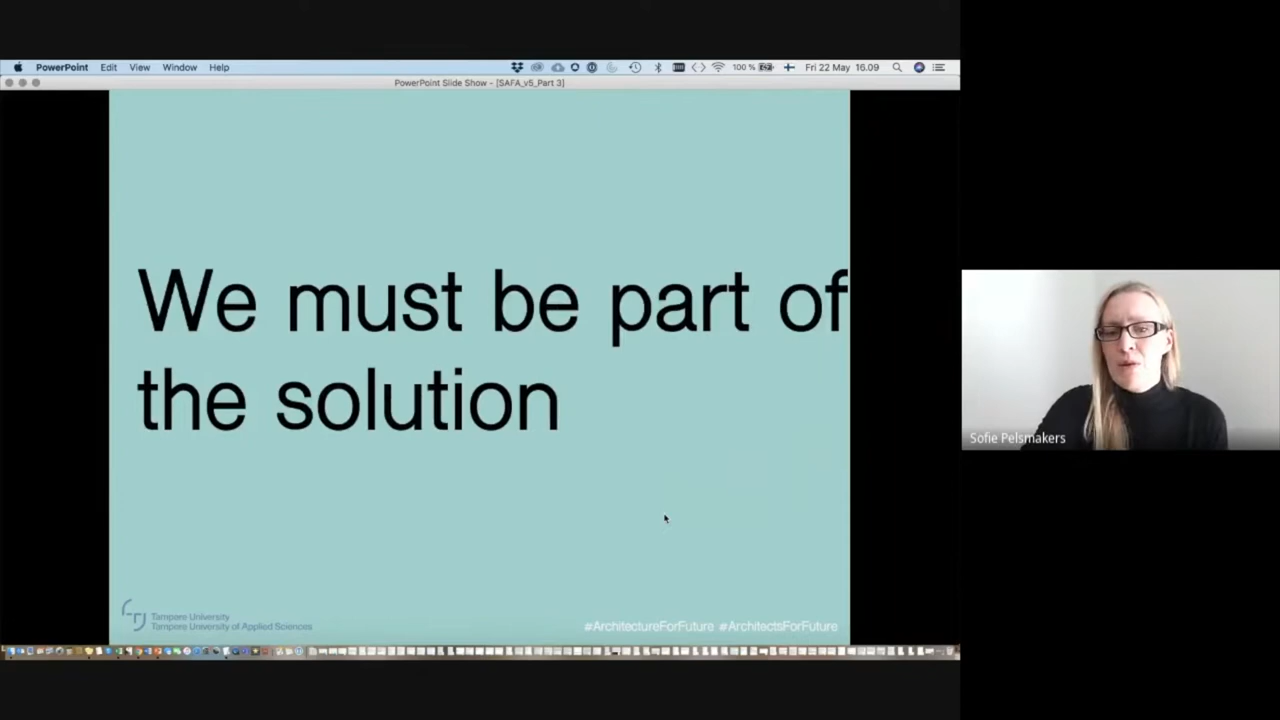 PowerPoint Edit View Window Help 100 % Fri 22 May 16.09
PowerPoint Slide Show - [SAFA_v5_Part 3]
We must be part of
the solution
Sofie Pelsmakers
Tampere University
Tampere University of Applied Sciences
#ArchitectureForFuture #ArchitectsForFuture